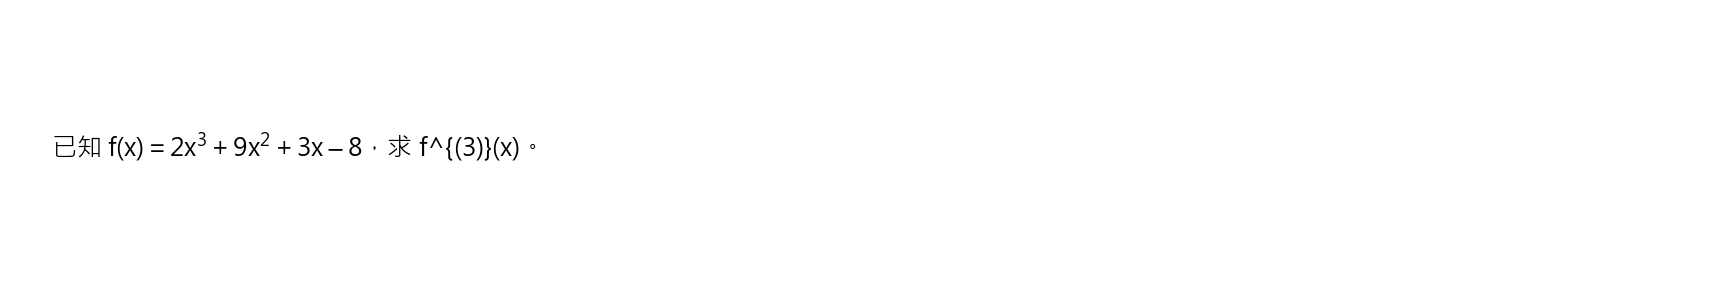 已知 f(x) = 2x³ + 9x² + 3x – 8，求 f^{(3)}(x)。